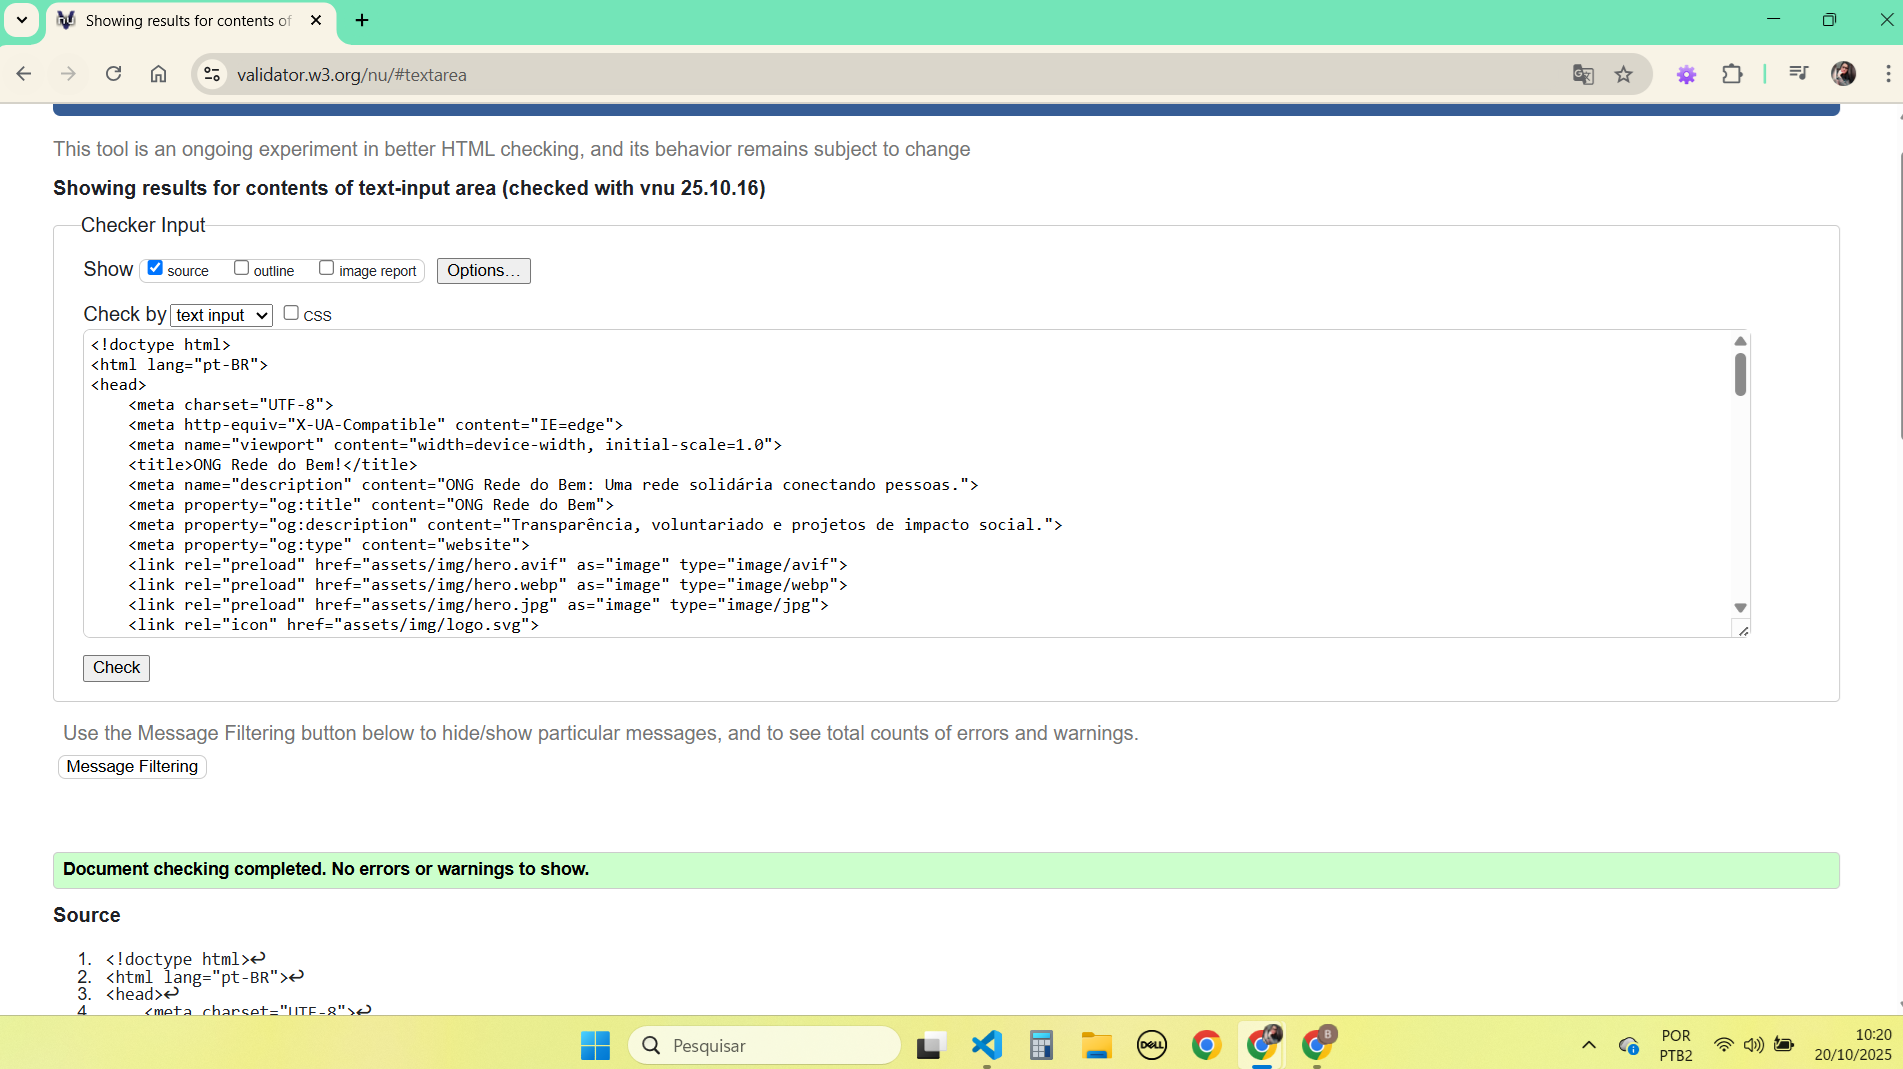 Showing results for contents of
validator.w3.org/nu/#textarea
This tool is an ongoing experiment in better HTML checking, and its behavior remains subject to change
Showing results for contents of text-input area (checked with vnu 25.10.16)
Checker Input
Show source outline image report Options...
Check by text input CSS
<!doctype html>
<html lang="pt-BR">
<head>
    <meta charset="UTF-8">
    <meta http-equiv="X-UA-Compatible" content="IE=edge">
    <meta name="viewport" content="width=device-width, initial-scale=1.0">
    <title>ONG Rede do Bem!</title>
    <meta name="description" content="ONG Rede do Bem: Uma rede solidária conectando pessoas.">
    <meta property="og:title" content="ONG Rede do Bem">
    <meta property="og:description" content="Transparência, voluntariado e projetos de impacto social.">
    <meta property="og:type" content="website">
    <link rel="preload" href="assets/img/hero.avif" as="image" type="image/avif">
    <link rel="preload" href="assets/img/hero.webp" as="image" type="image/webp">
    <link rel="preload" href="assets/img/hero.jpg" as="image" type="image/jpg">
    <link rel="icon" href="assets/img/logo.svg">
Check
Use the Message Filtering button below to hide/show particular messages, and to see total counts of errors and warnings.
Message Filtering
Document checking completed. No errors or warnings to show.
Source
1. <!doctype html>↩
2. <html lang="pt-BR">↩
3. <head>↩
4.     <meta charset="UTF-8">↩
Pesquisar
DELL
B
POR
PTB2
10:20
20/10/2025